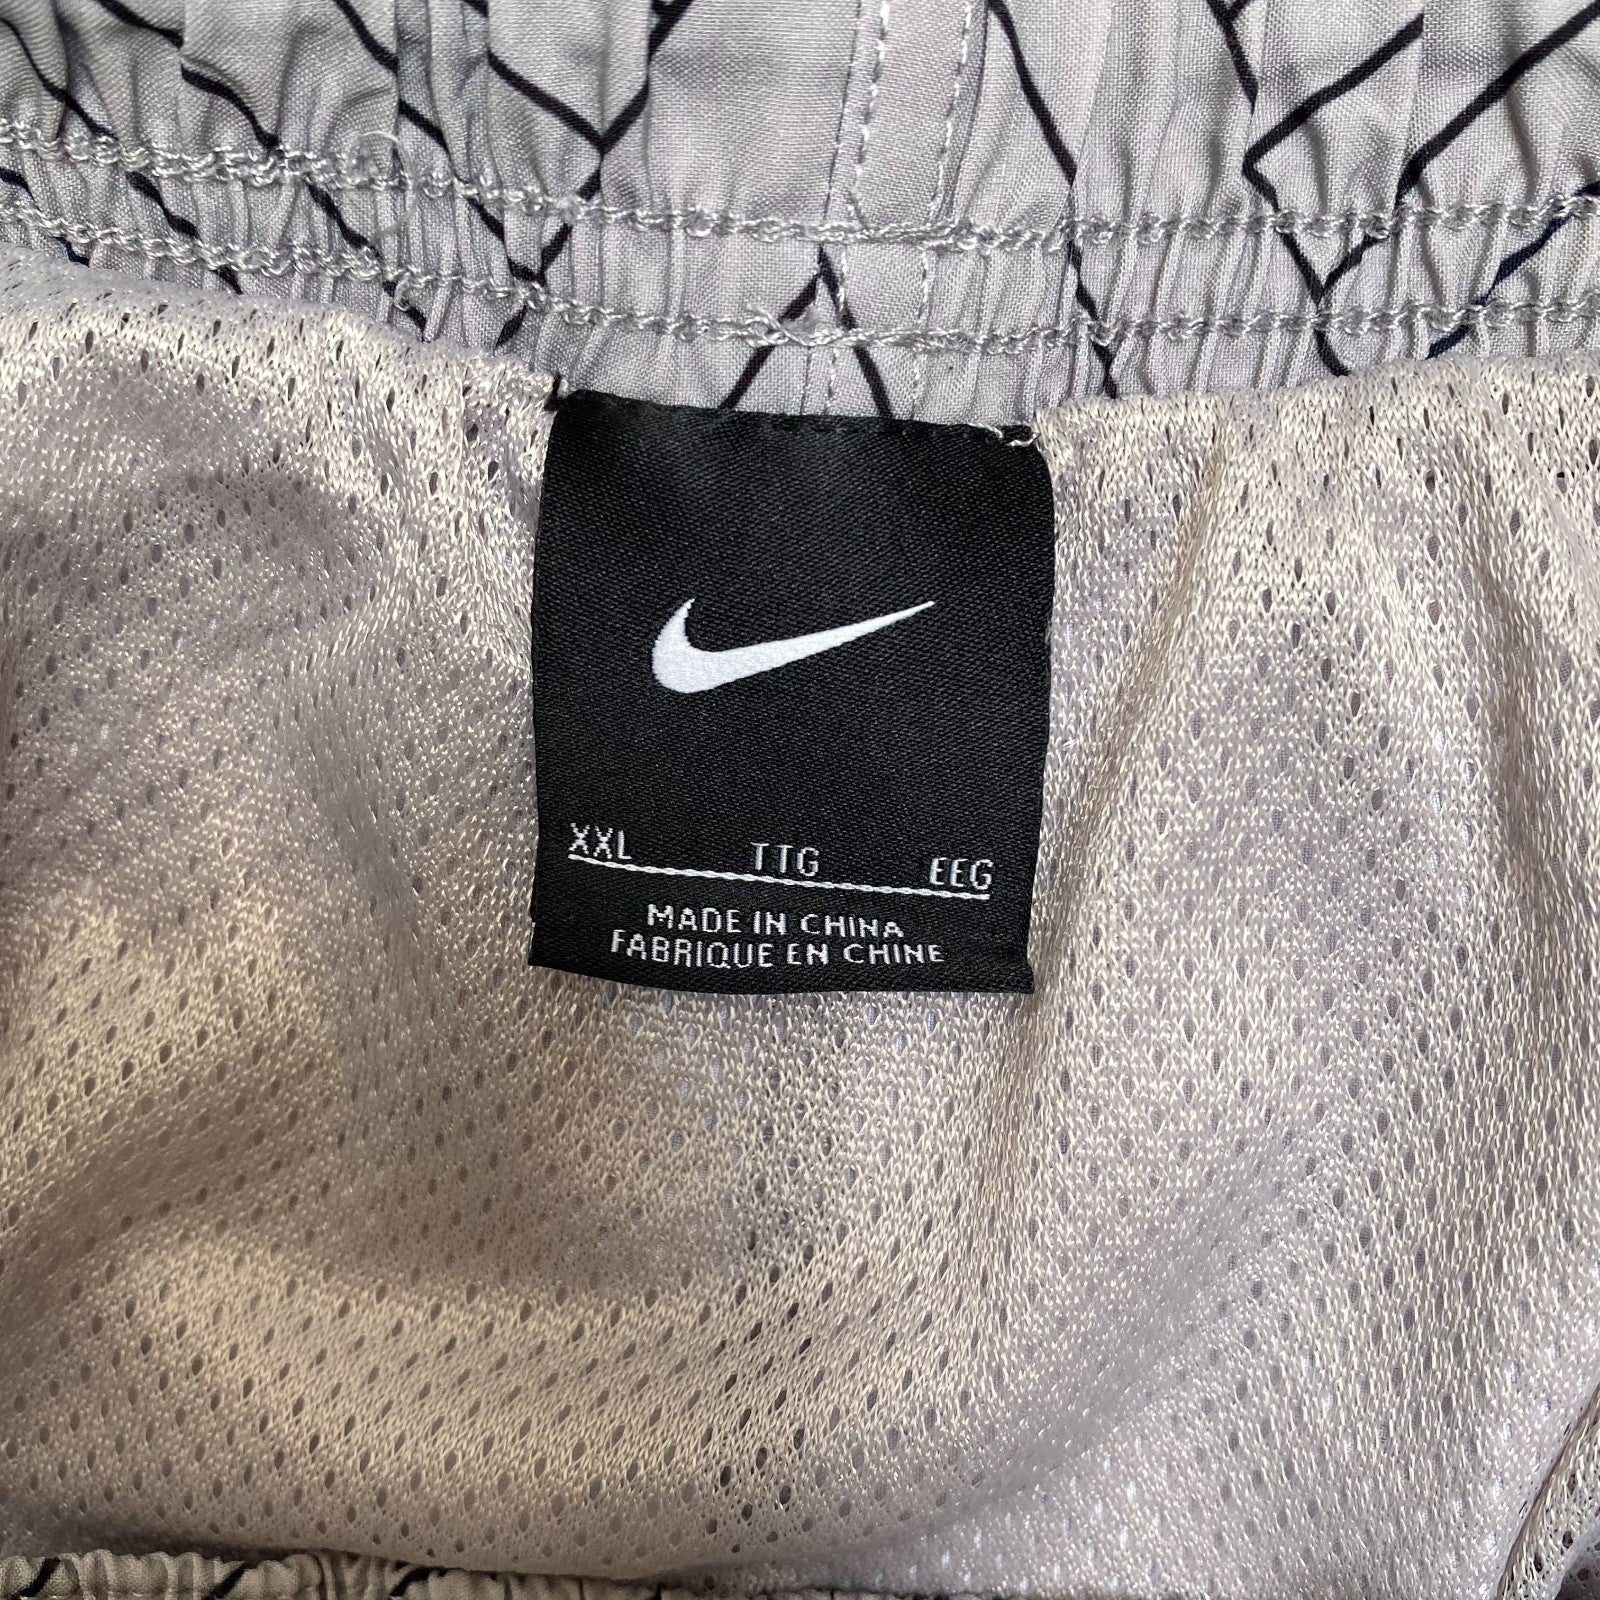 XXL TTG EEG
MADE IN CHINA
FABRIQUE EN CHINE